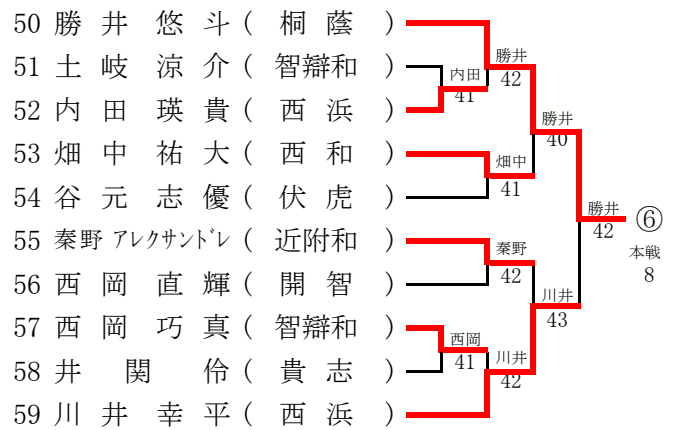 50 勝 井 悠 斗 ( 桐 蔭 )
51 土 岐 涼 介 ( 智辯和 )
52 内 田 瑛 貴 ( 西 浜 )
53 畑 中 祐 大 ( 西 和 )
54 谷 元 志 優 ( 伏 虎 )
55 秦野 アレクサンドレ ( 近附和 )
56 西 岡 直 輝 ( 開 智 )
57 西 岡 巧 真 ( 智辯和 )
58 井 関 伶 ( 貴 志 )
59 川 井 幸 平 ( 西 浜 )
内田
41
西岡
41
勝井
42
畑中
41
秦野
42
川井
42
勝井
40
川井
43
勝井
42
⑥
本戦
8